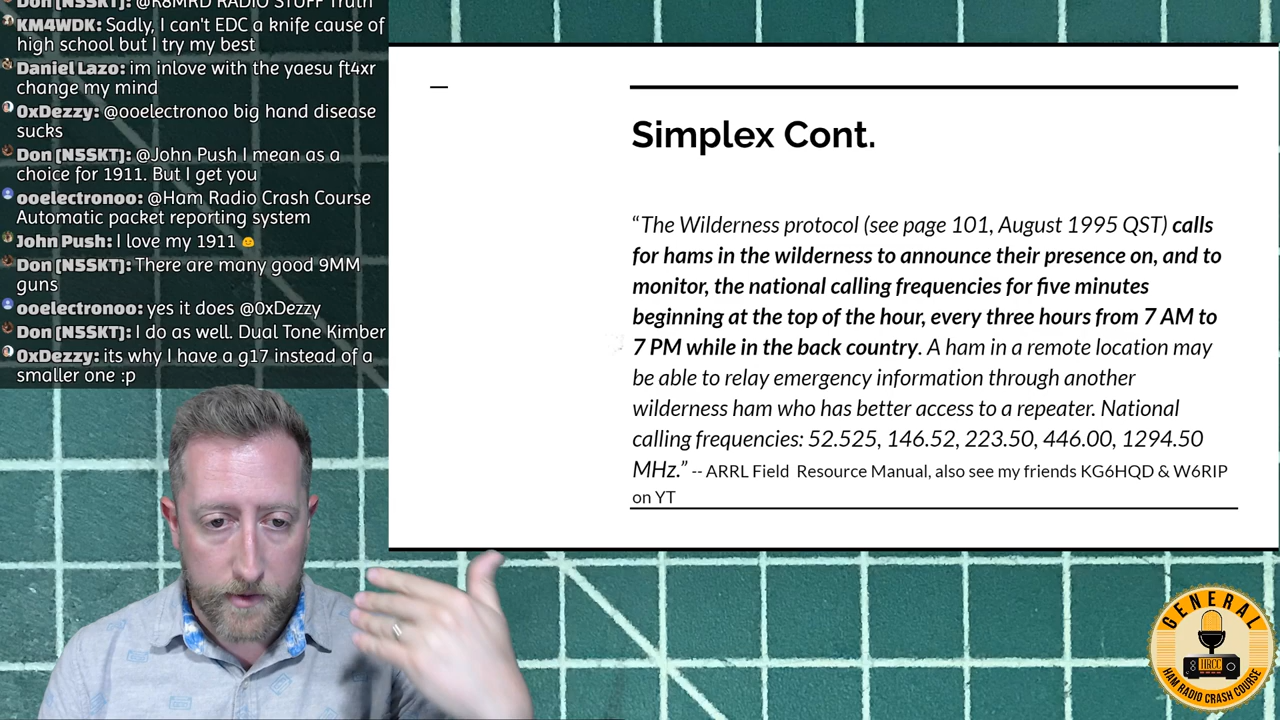 Don [N5SKT]: @K8MRD RADIO STUFF Truth
KM4WDK: Sadly, I can't EDC a knife cause of
high school but I try my best
Daniel Lazo: im inlove with the yaesu ft4xr
change my mind
0xDezzy: @ooelectronoo big hand disease
sucks
Don [N5SKT]: @John Push I mean as a
choice for 1911. But I get you
ooelectronoo: @Ham Radio Crash Course
Automatic packet reporting system
John Push: I love my 1911
Don [N5SKT]: There are many good 9MM
guns
ooelectronoo: yes it does @0xDezzy
Don [N5SKT]: I do as well. Dual Tone Kimber
0xDezzy: its why I have a g17 instead of a
smaller one :p
Simplex Cont.
“The Wilderness protocol (see page 101, August 1995 QST) calls
for hams in the wilderness to announce their presence on, and to
monitor, the national calling frequencies for five minutes
beginning at the top of the hour, every three hours from 7 AM to
7 PM while in the back country. A ham in a remote location may
be able to relay emergency information through another
wilderness ham who has better access to a repeater. National
calling frequencies: 52.525, 146.52, 223.50, 446.00, 1294.50
MHz.” -- ARRL Field Resource Manual, also see my friends KG6HQD & W6RIP
on YT
GENERAL
HRCC
HAM RADIO CRASH COURSE